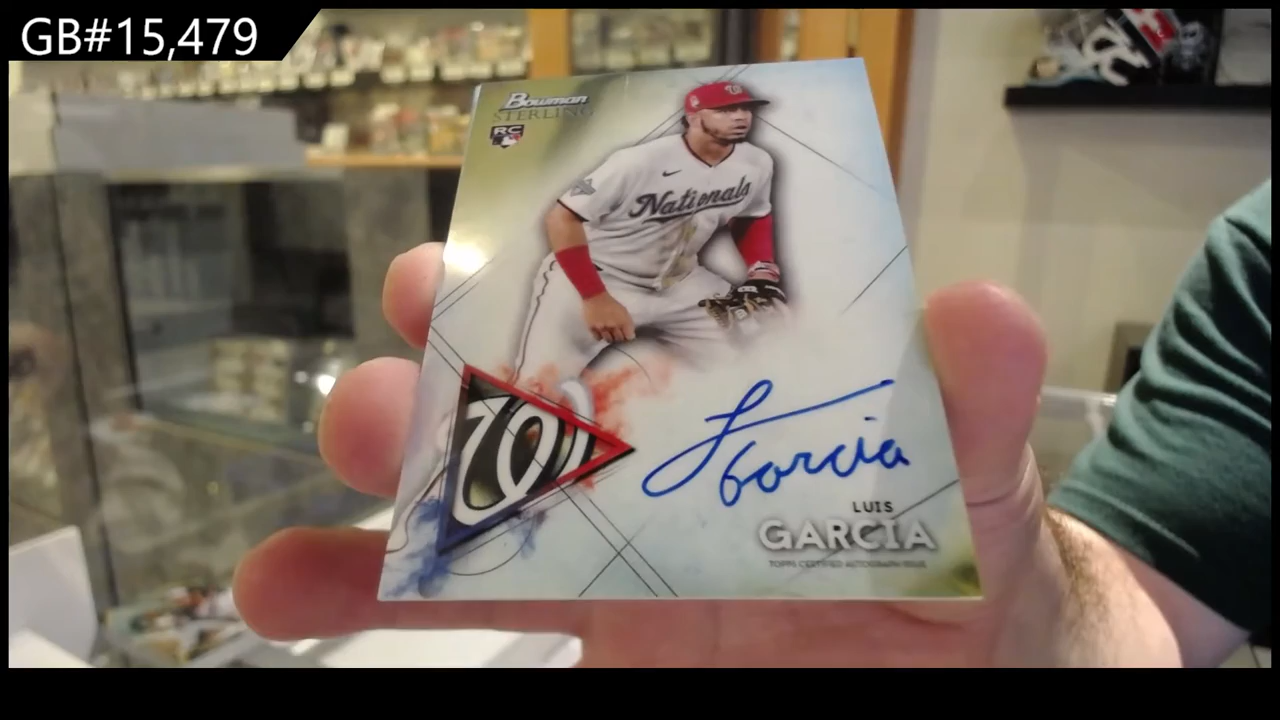 GB#15,479
Bowman
STERLING
RC
Nationals
Garcia
LUIS
GARCIA
TOPPS CERTIFIED AUTOGRAPH ISSUE